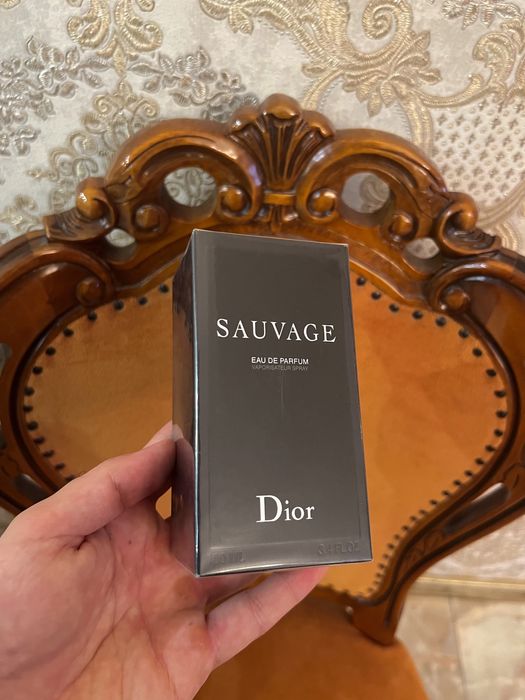 SAUVAGE
EAU DE PARFUM
VAPORISATEUR SPRAY
Dior
3.4 FL.OZ